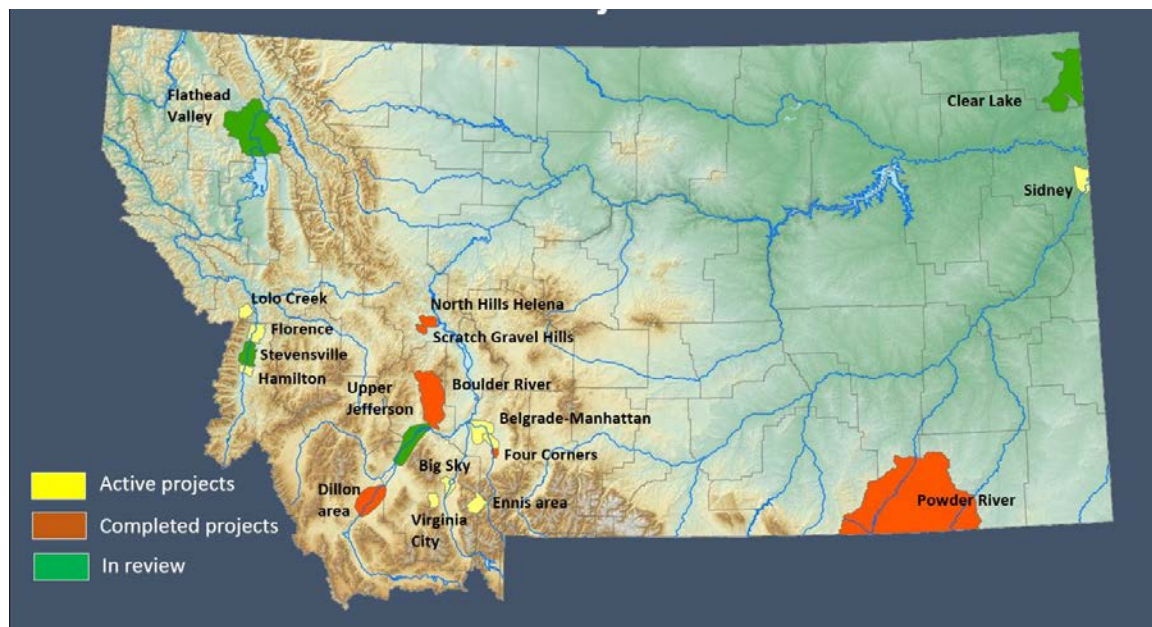 Flathead
Valley
Clear Lake
Sidney
Lolo Creek
Florence
Stevensville
Hamilton
North Hills Helena
Scratch Gravel Hills
Upper
Jefferson
Boulder River
Belgrade-Manhattan
Four Corners
Big Sky
Dillon
area
Virginia
City
Ennis area
Powder River
Active projects
Completed projects
In review